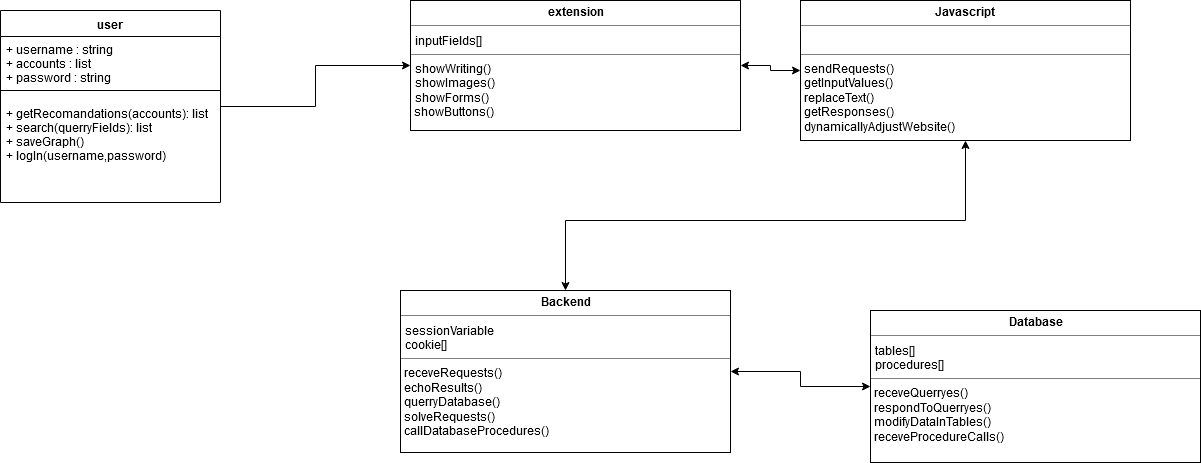 user
+ username : string
+ accounts : list
+ password : string
+ getRecomandations(accounts): list
+ search(querryFields): list
+ saveGraph()
+ logIn(username,password)
extension
inputFields[]
showWriting()
showImages()
showForms()
showButtons()
Javascript
sendRequests()
getInputValues()
replaceText()
getResponses()
dynamicallyAdjustWebsite()
Backend
sessionVariable
cookie[]
receveRequests()
echoResults()
querryDatabase()
solveRequests()
callDatabaseProcedures()
Database
tables[]
procedures[]
receveQuerryes()
respondToQuerryes()
modifyDataInTables()
receveProcedureCalls()